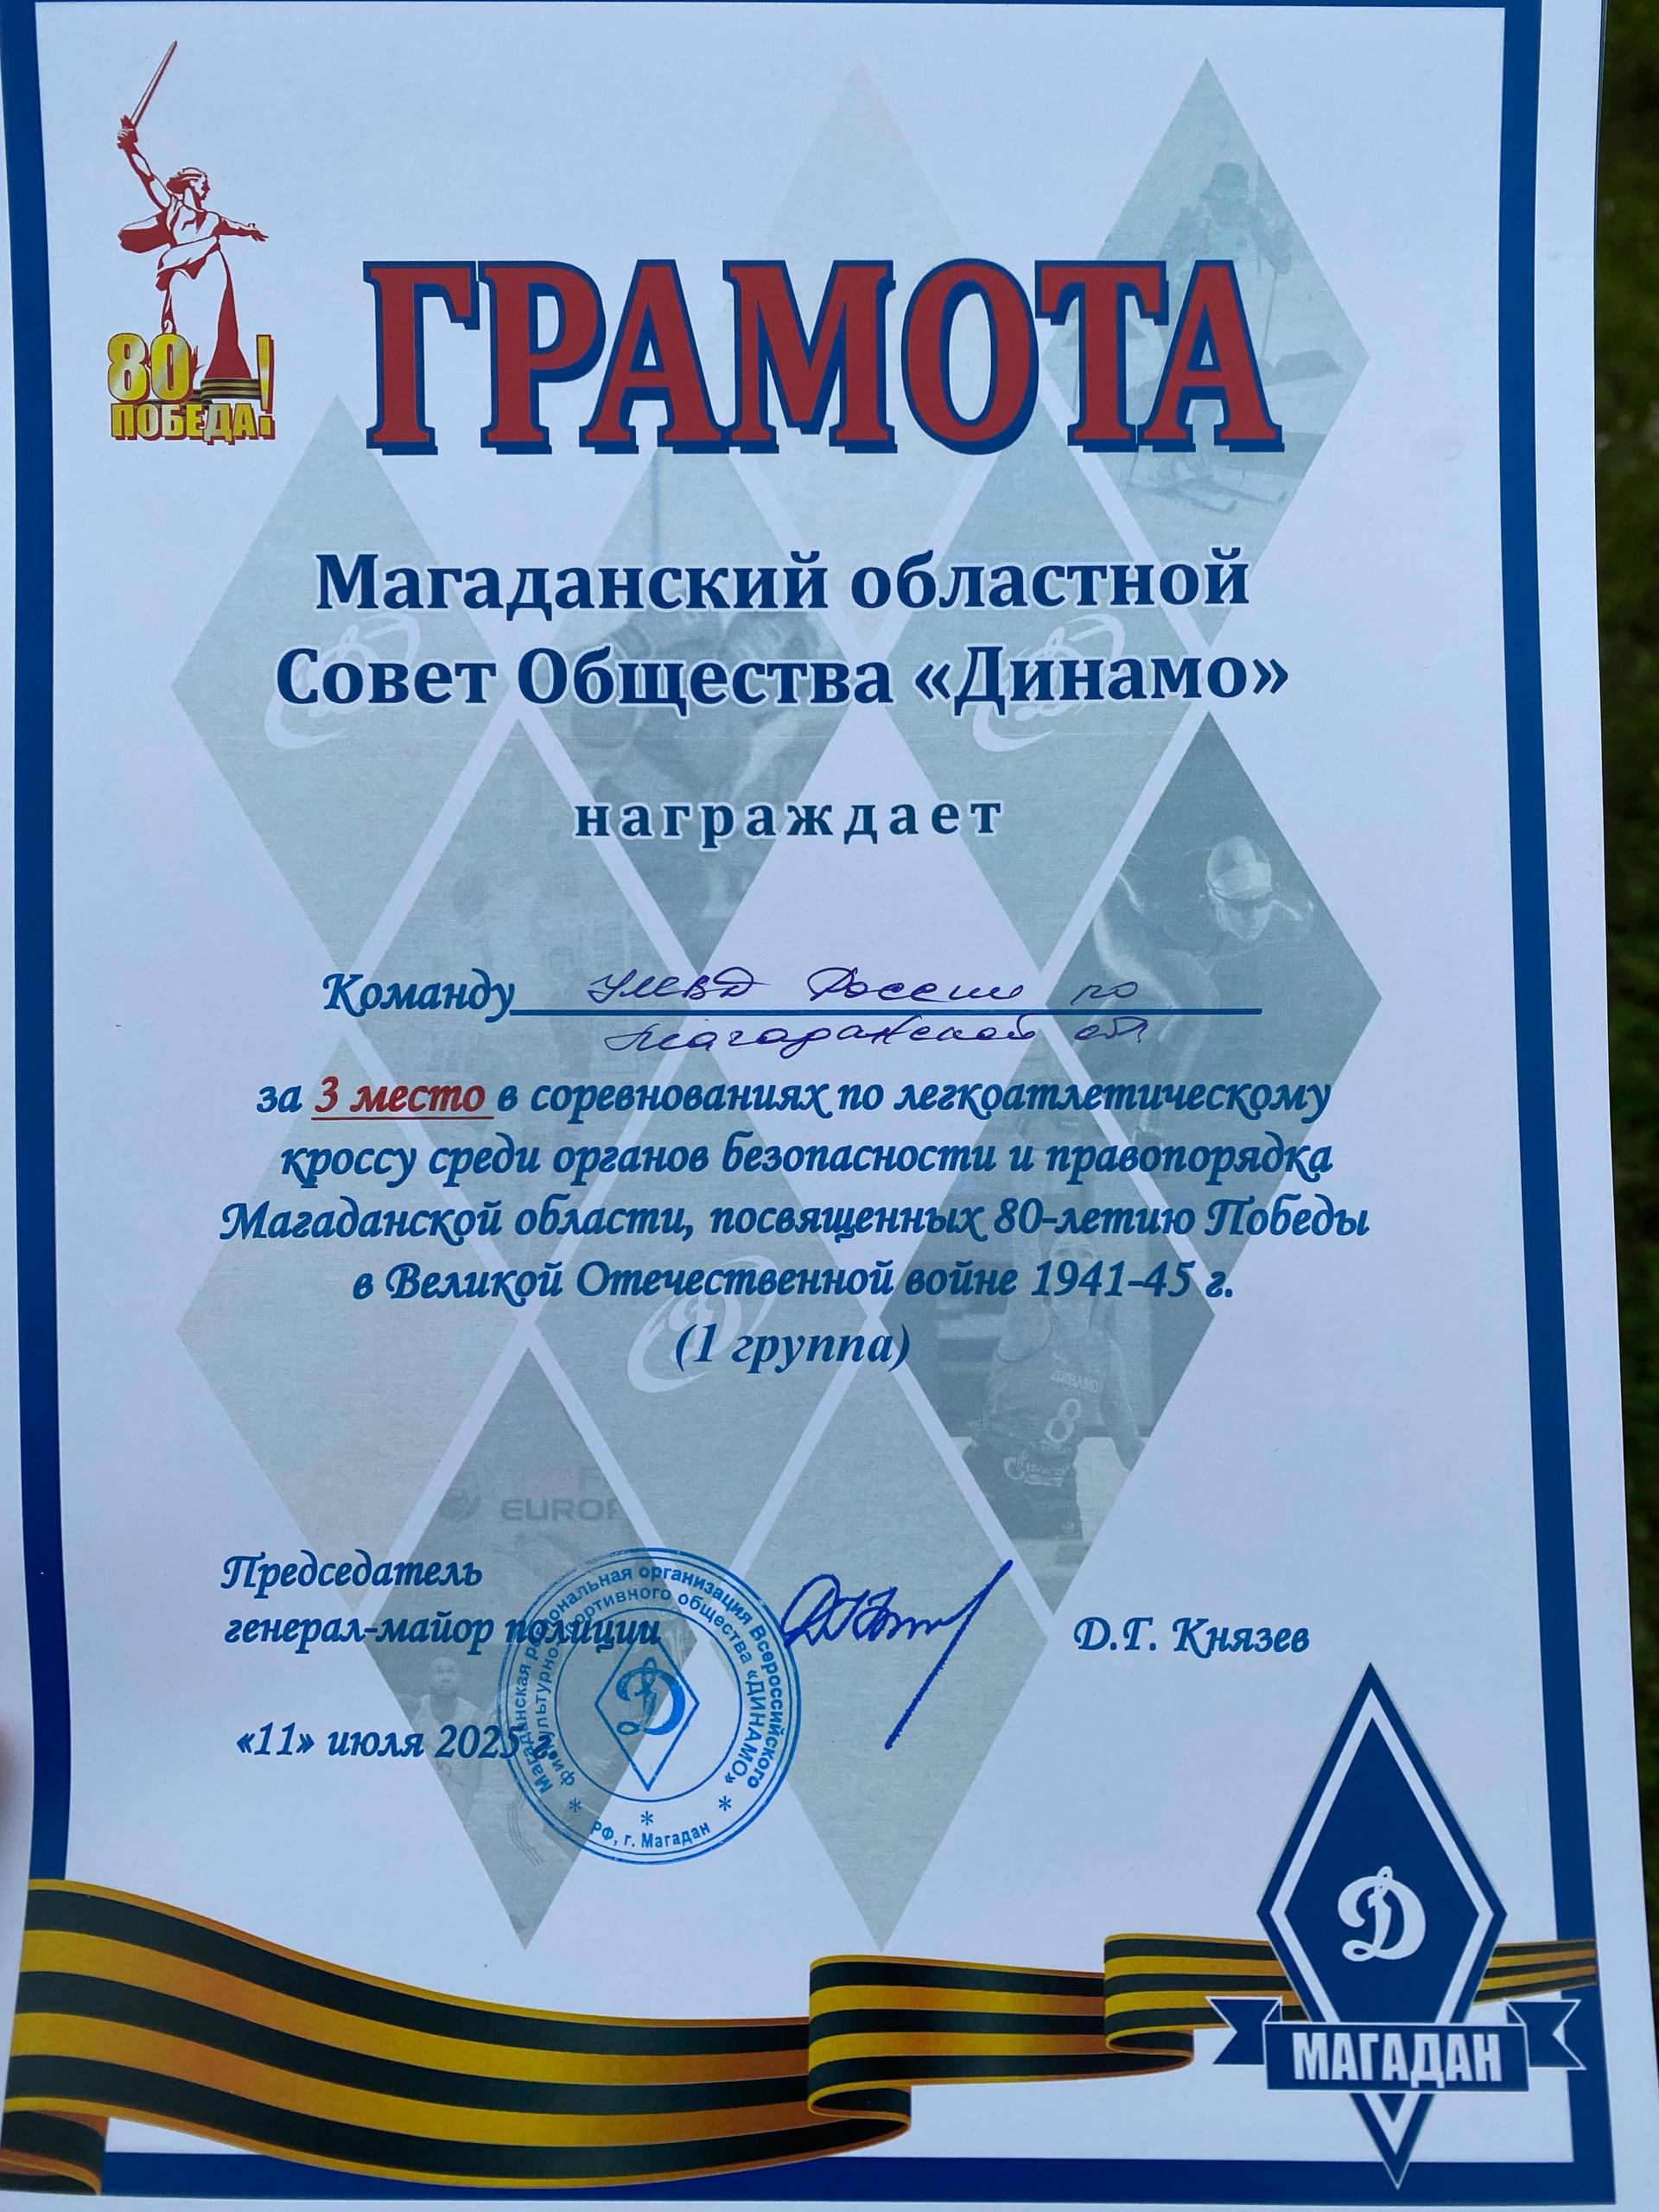 80
ПОБЕДА!
ГРАМОТА
Магаданский областной
Совет Общества «Динамо»
награждает
Команду УМВД России по
Магаданской обл
за 3 место в соревнованиях по легкоатлетическому
кроссу среди органов безопасности и правопорядка
Магаданской области, посвященных 80-летию Победы
в Великой Отечественной войне 1941-45 г.
(1 группа)
ДИНАМО
8
EUROP
Председатель
генерал-майор полиции
Д.Г. Князев
«11» июля 2025 г.
Магаданская региональная организация Всероссийского
физкультурно-спортивного общества «ДИНАМО»
РФ, г. Магадан
Д
МАГАДАН